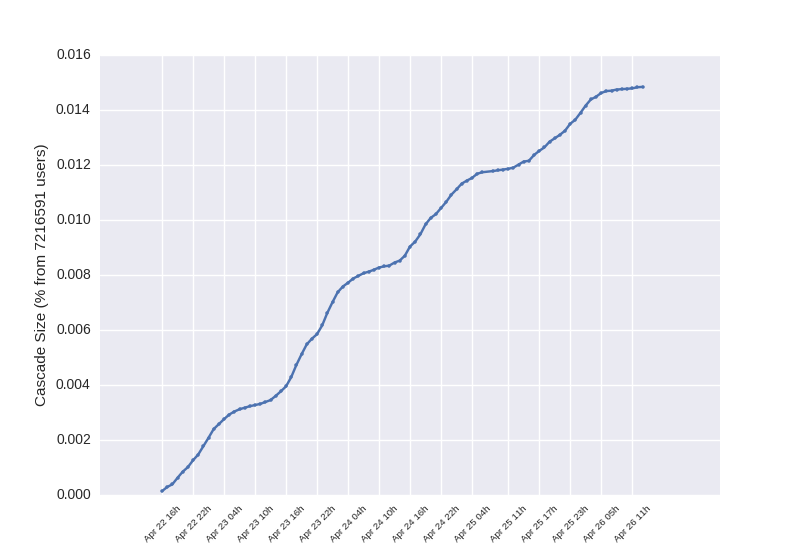 0.016
0.014
0.012
0.010
0.008
0.006
0.004
0.002
0.000
Cascade Size (% from 7216591 users)
Apr 22 16h
Apr 22 22h
Apr 23 04h
Apr 23 10h
Apr 23 16h
Apr 23 22h
Apr 24 04h
Apr 24 10h
Apr 24 16h
Apr 24 22h
Apr 25 04h
Apr 25 11h
Apr 25 17h
Apr 25 23h
Apr 26 05h
Apr 26 11h